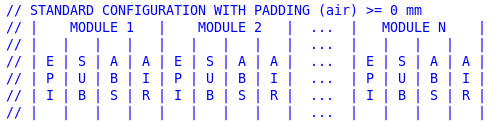 // STANDARD CONFIGURATION WITH PADDING (air) >= 0 mm
// |    MODULE 1   |    MODULE 2   |  ...  |   MODULE N    |
// |   |   |   |   |   |   |   |   |  ...  |   |   |   |   |
// | E | S | A | A | E | S | A | A |  ...  | E | S | A | A |
// | P | U | B | I | P | U | B | I |  ...  | P | U | B | I |
// | I | B | S | R | I | B | S | R |  ...  | I | B | S | R |
// |   |   |   |   |   |   |   |   |  ...  |   |   |   |   |